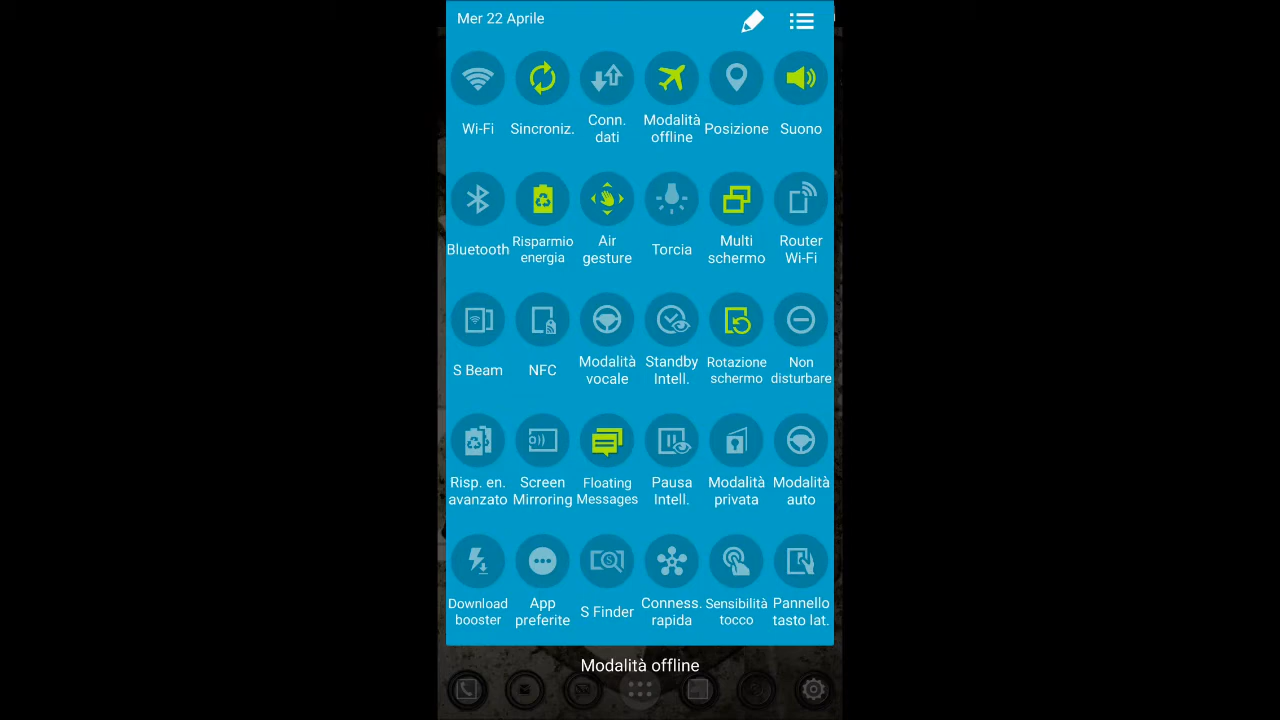 Mer 22 Aprile
Wi-Fi
Sincroniz.
Conn.
dati
Modalità
offline
Posizione
Suono
Bluetooth
Risparmio
energia
Air
gesture
Torcia
Multi
schermo
Router
Wi-Fi
S Beam
NFC
Modalità
vocale
Standby
Intell.
Rotazione
schermo
Non
disturbare
Risp. en.
avanzato
Screen
Mirroring
Floating
Messages
Pausa
Intell.
Modalità
privata
Modalità
auto
Download
booster
App
preferite
S Finder
Conness.
rapida
Sensibilità
tocco
Pannello
tasto lat.
Modalità offline